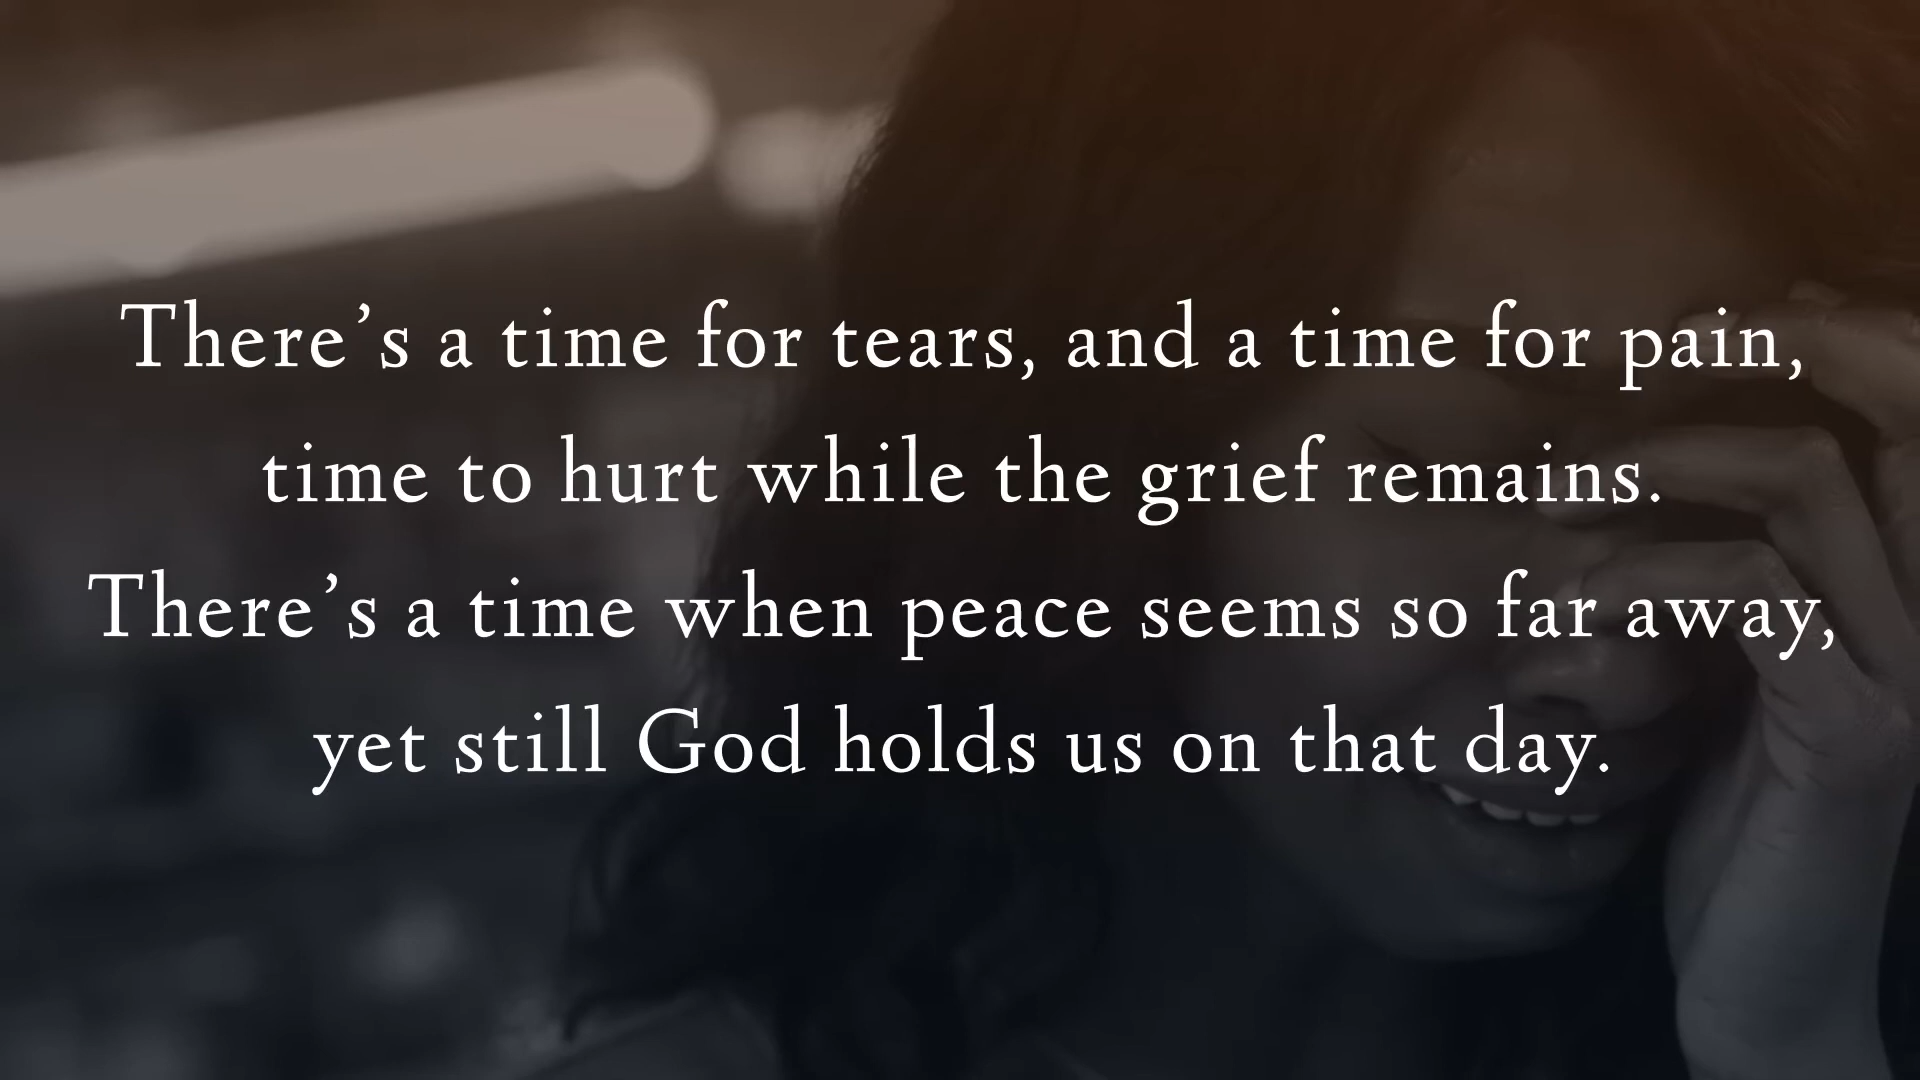 There’s a time for tears, and a time for pain,
time to hurt while the grief remains.
There’s a time when peace seems so far away,
yet still God holds us on that day.